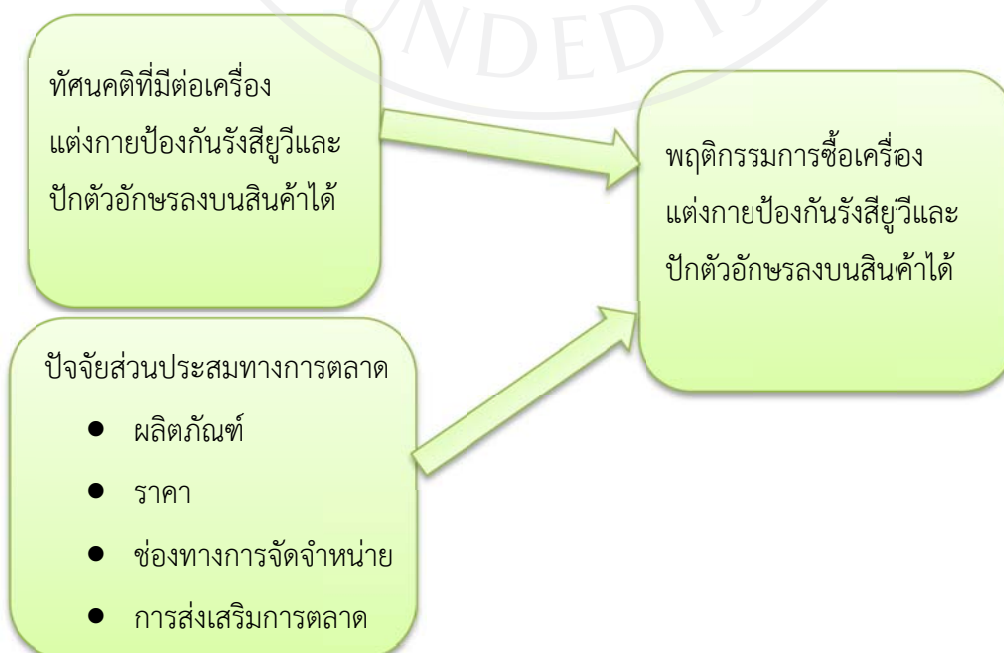 UNDED
ทัศนคติที่มีต่อเครื่อง
แต่งกายป้องกันรังสียูวีและ
ปักตัวอักษรลงบนสินค้าได้
พฤติกรรมการซื้อเครื่อง
แต่งกายป้องกันรังสียูวีและ
ปักตัวอักษรลงบนสินค้าได้
ปัจจัยส่วนประสมทางการตลาด
● ผลิตภัณฑ์
● ราคา
● ช่องทางการจัดจำหน่าย
● การส่งเสริมการตลาด